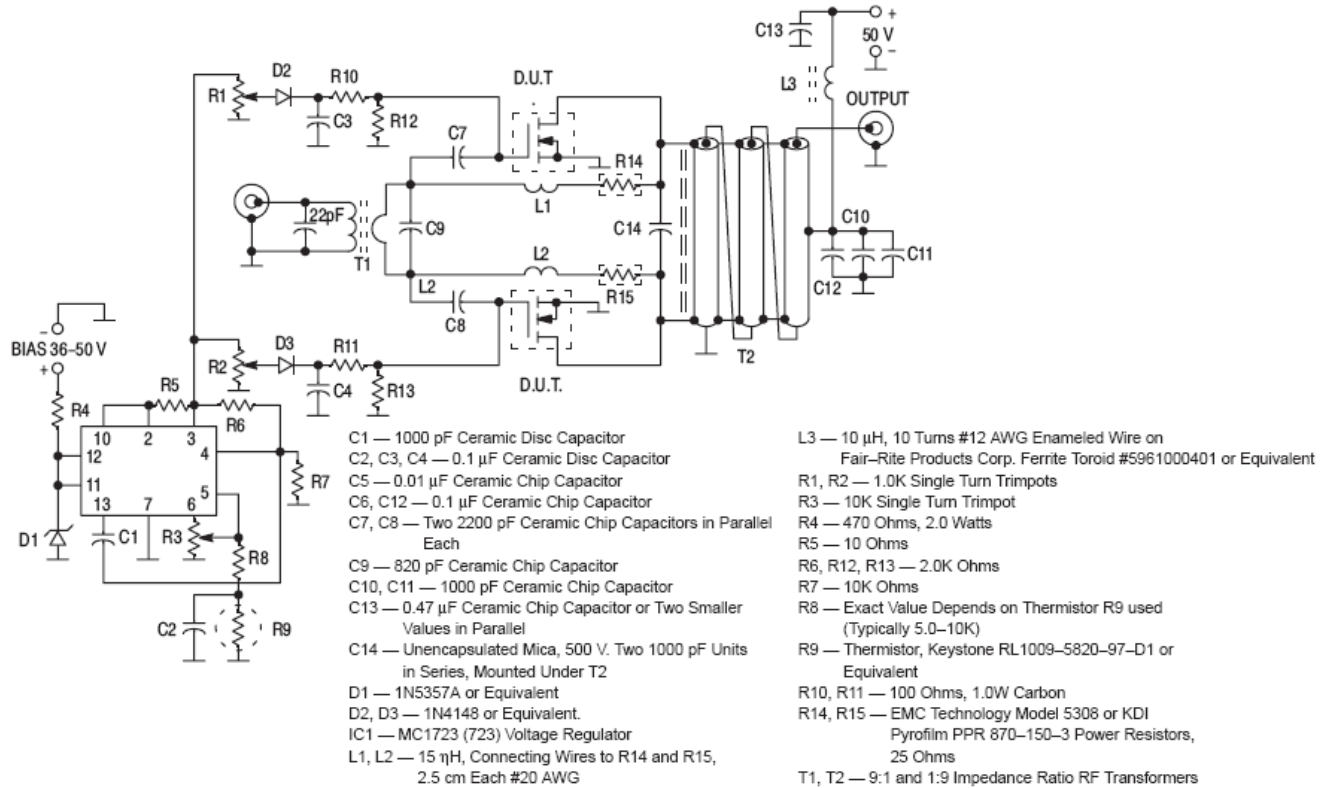 C13
+
50 V
−
D2
R10
D.U.T
.
L3
R1
OUTPUT
C3
R12
C7
R14
22pF
C9
L1
C14
C10
T1
L2
C11
L2
R15
C12
C8
−
BIAS 36–50 V
+
D3
R11
T2
R2
R5
C4
R13
D.U.T.
R4
R6
10
2
3
12
4
11
5
R7
13
7
6
D1
C1
R3
R8
C2
R9
C1 — 1000 pF Ceramic Disc Capacitor
C2, C3, C4 — 0.1 μF Ceramic Disc Capacitor
C5 — 0.01 μF Ceramic Chip Capacitor
C6, C12 — 0.1 μF Ceramic Chip Capacitor
C7, C8 — Two 2200 pF Ceramic Chip Capacitors in Parallel
Each
C9 — 820 pF Ceramic Chip Capacitor
C10, C11 — 1000 pF Ceramic Chip Capacitor
C13 — 0.47 μF Ceramic Chip Capacitor or Two Smaller
Values in Parallel
C14 — Unencapsulated Mica, 500 V. Two 1000 pF Units
in Series, Mounted Under T2
D1 — 1N5357A or Equivalent
D2, D3 — 1N4148 or Equivalent.
IC1 — MC1723 (723) Voltage Regulator
L1, L2 — 15 ηH, Connecting Wires to R14 and R15,
2.5 cm Each #20 AWG
L3 — 10 μH, 10 Turns #12 AWG Enameled Wire on
Fair–Rite Products Corp. Ferrite Toroid #5961000401 or Equivalent
R1, R2 — 1.0K Single Turn Trimpots
R3 — 10K Single Turn Trimpot
R4 — 470 Ohms, 2.0 Watts
R5 — 10 Ohms
R6, R12, R13 — 2.0K Ohms
R7 — 10K Ohms
R8 — Exact Value Depends on Thermistor R9 used
(Typically 5.0–10K)
R9 — Thermistor, Keystone RL1009–5820–97–D1 or
Equivalent
R10, R11 — 100 Ohms, 1.0W Carbon
R14, R15 — EMC Technology Model 5308 or KDI
Pyrofilm PPR 870–150–3 Power Resistors,
25 Ohms
T1, T2 — 9:1 and 1:9 Impedance Ratio RF Transformers